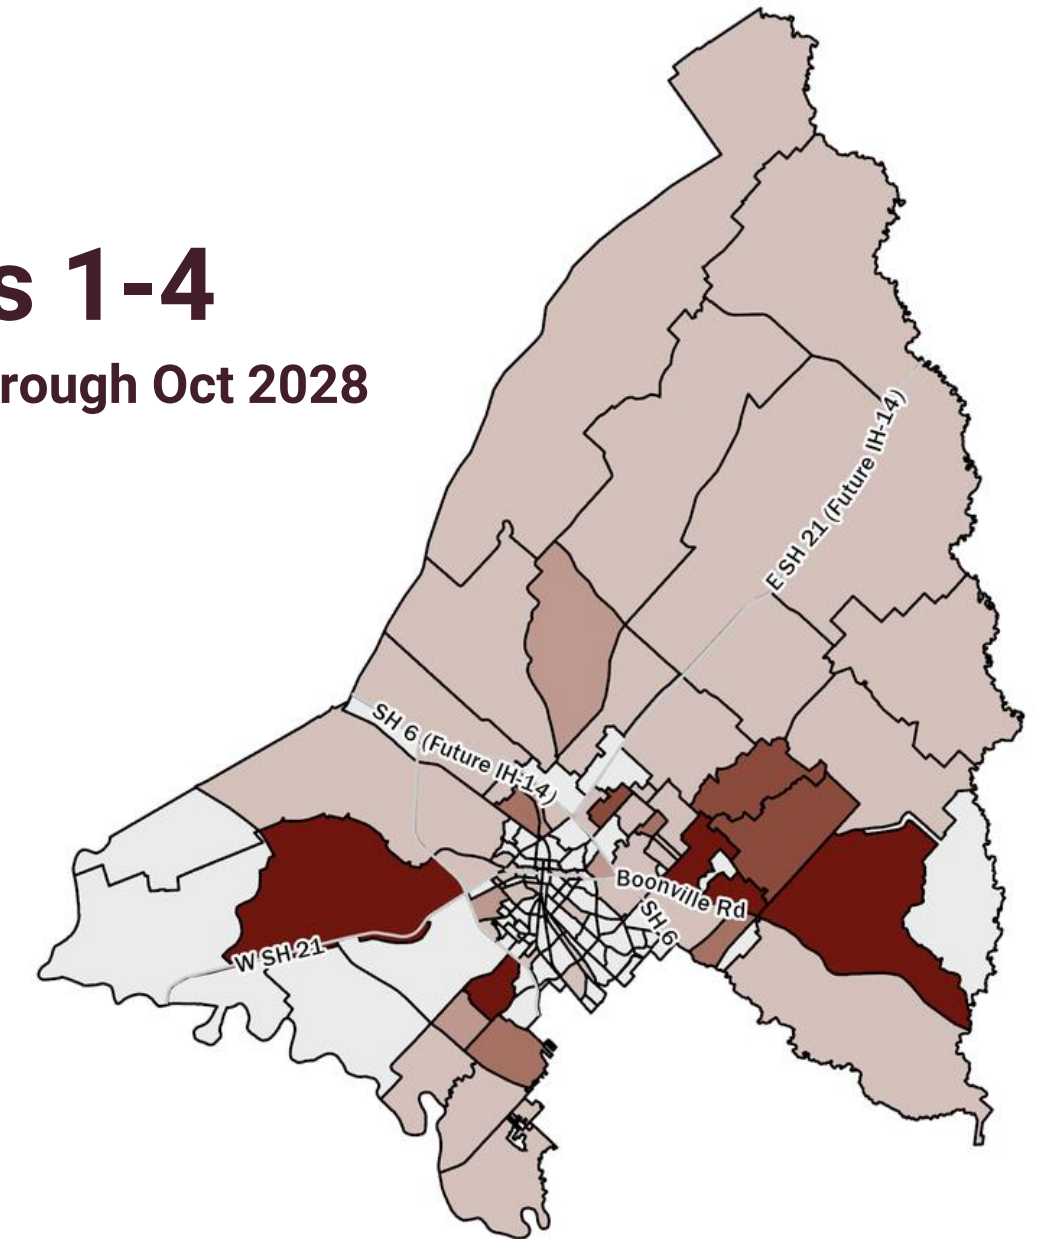 s 1-4
rough Oct 2028
E SH 21 (Future IH-14)
SH 6 (Future IH-14)
Boonville Rd
SH 6
W SH 21